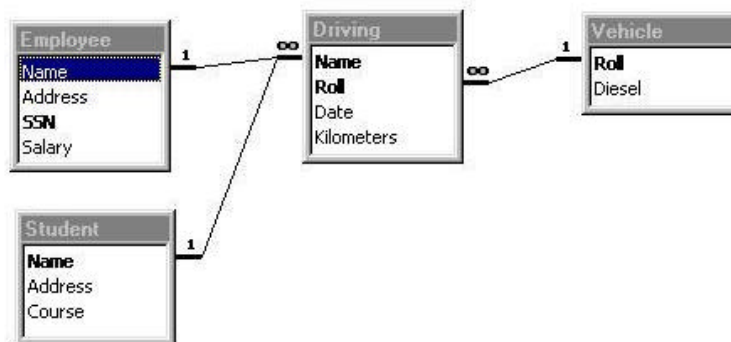 Employee
Name
Address
SSN
Salary
1
∞
Driving
Name
Roll
Date
Kilometers
∞
1
Vehicle
Roll
Diesel
Student
Name
Address
Course
1